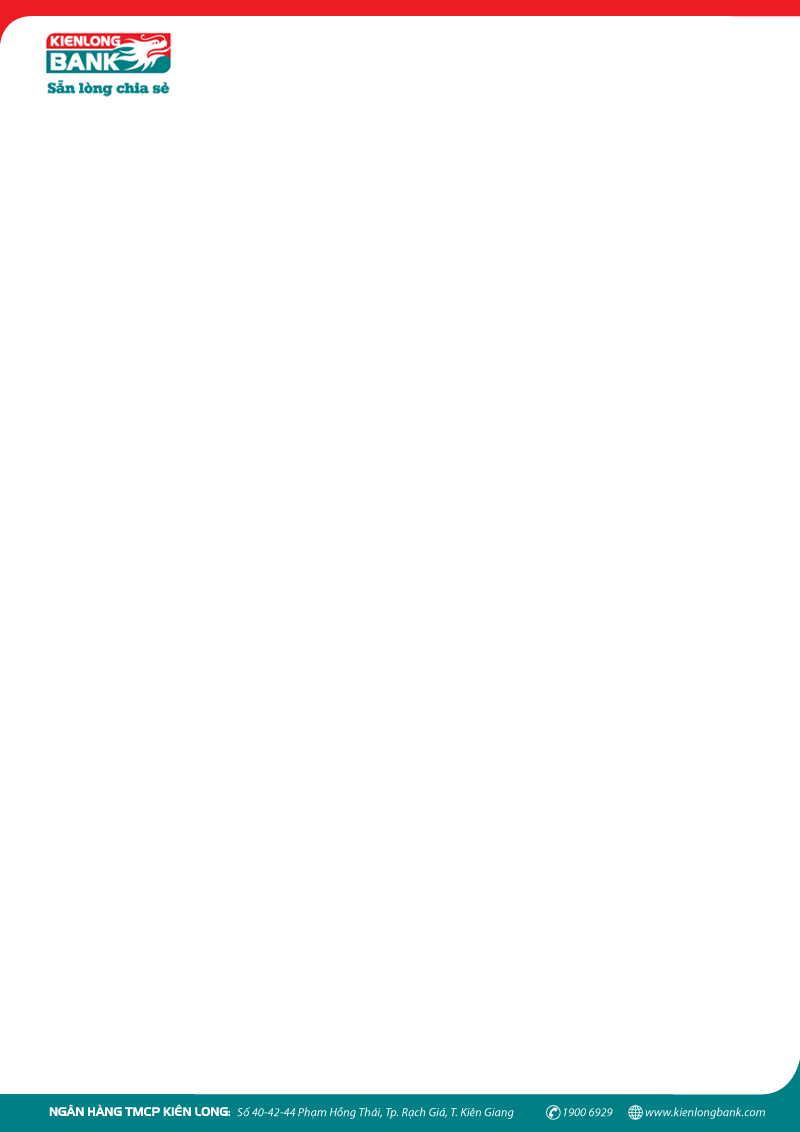 KIENLONG
BANK
Sẵn lòng chia sẻ
NGÂN HÀNG TMCP KIÊN LONG: Số 40-42-44 Phạm Hồng Thái, Tp. Rạch Giá, T. Kiên Giang 1900 6929 www.kienlongbank.com